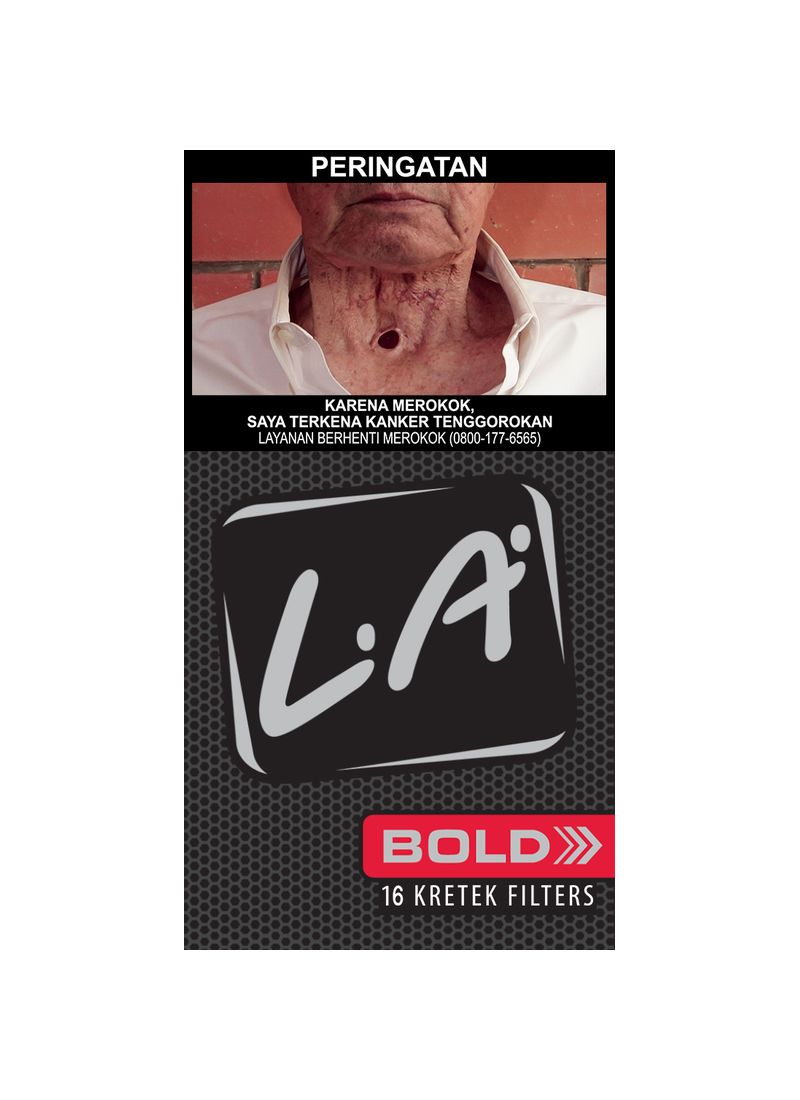 PERINGATAN
KARENA MEROKOK,
SAYA TERKENA KANKER TENGGOROKAN
LAYANAN BERHENTI MEROKOK (0800-177-6565)
L.A.
BOLD
16 KRETEK FILTERS